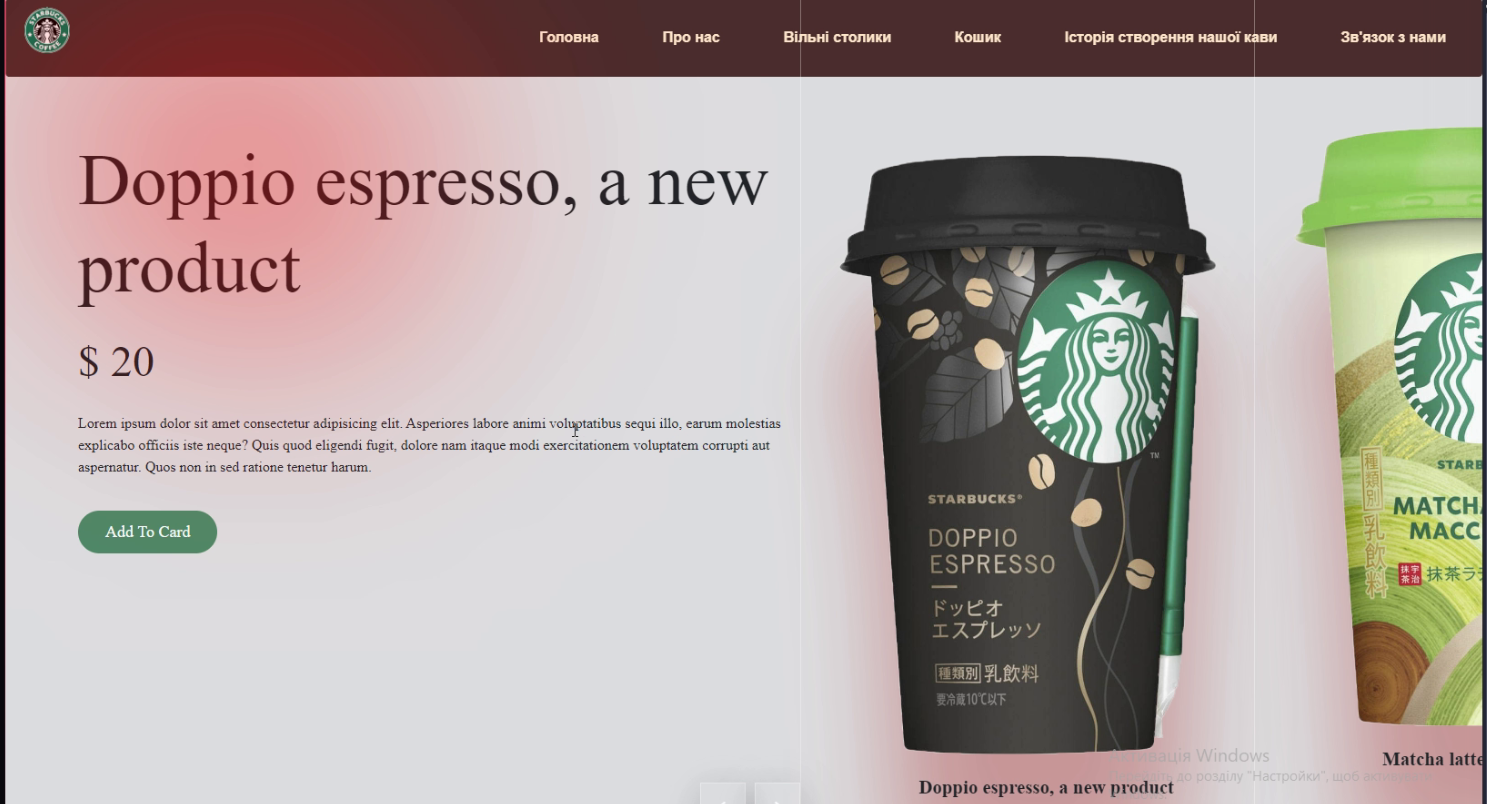 STARBUCKS
COFFEE
Головна
Про нас
Вільні столики
Кошик
Історія створення нашої кави
Зв'язок з нами
Doppio espresso, a new
product
$ 20
Lorem ipsum dolor sit amet consectetur adipisicing elit. Asperiores labore animi voluptatibus sequi illo, earum molestias
explicabo officiis iste neque? Quis quod eligendi fugit, dolore nam itaque modi exercitationem voluptatem corrupti aut
aspernatur. Quos non in sed ratione tenetur harum.
Add To Card
TM
STARBUCKS®
DOPPIO
ESPRESSO
ドッピオ
エスプレッソ
種類別 乳飲料
要冷蔵10℃以下
Doppio espresso, a new product
STARB
MATCHA
MACC
種類別 乳飲料
宇治抹茶
抹茶ラ
Matcha latte
Активація Windows
до розділу "Настройки", щоб